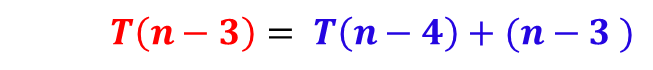 T(n − 3) = T(n − 4) + (n − 3 )